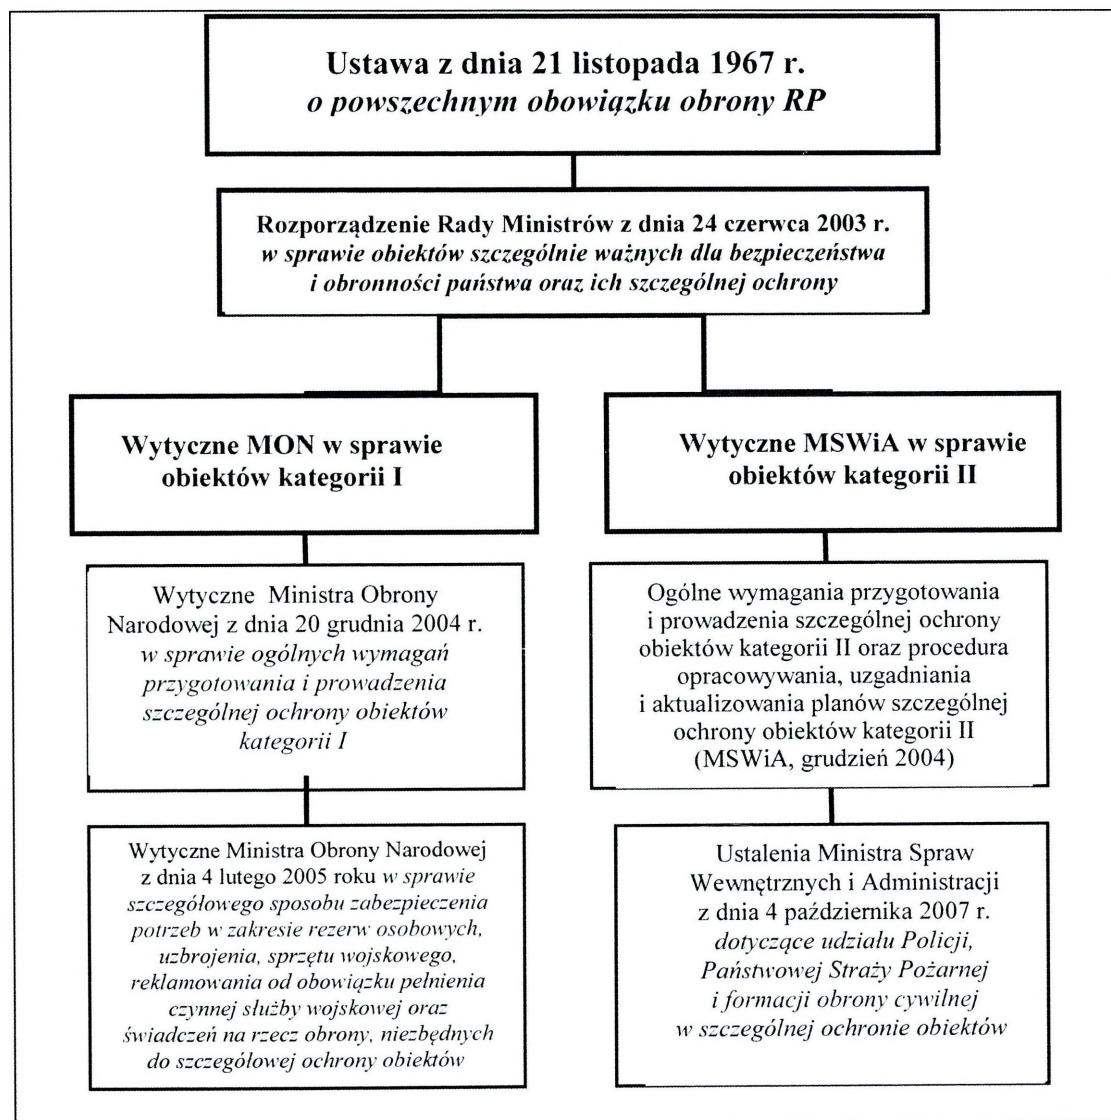 Ustawa z dnia 21 listopada 1967 r.
o powszechnym obowiązku obrony RP
Rozporządzenie Rady Ministrów z dnia 24 czerwca 2003 r.
w sprawie obiektów szczególnie ważnych dla bezpieczeństwa
i obronności państwa oraz ich szczególnej ochrony
Wytyczne MON w sprawie
obiektów kategorii I
Wytyczne Ministra Obrony
Narodowej z dnia 20 grudnia 2004 r.
w sprawie ogólnych wymagań
przygotowania i prowadzenia
szczególnej ochrony obiektów
kategorii I
Wytyczne Ministra Obrony Narodowej
z dnia 4 lutego 2005 roku w sprawie
szczegółowego sposobu zabezpieczenia
potrzeb w zakresie rezerw osobowych,
uzbrojenia, sprzętu wojskowego,
reklamowania od obowiązku pełnienia
czynnej służby wojskowej oraz
świadczeń na rzecz obrony, niezbędnych
do szczegółowej ochrony obiektów
Wytyczne MSWiA w sprawie
obiektów kategorii II
Ogólne wymagania przygotowania
i prowadzenia szczególnej ochrony
obiektów kategorii II oraz procedura
opracowywania, uzgadniania
i aktualizowania planów szczególnej
ochrony obiektów kategorii II
(MSWiA, grudzień 2004)
Ustalenia Ministra Spraw
Wewnętrznych i Administracji
z dnia 4 października 2007 r.
dotyczące udziału Policji,
Państwowej Straży Pożarnej
i formacji obrony cywilnej
w szczególnej ochronie obiektów